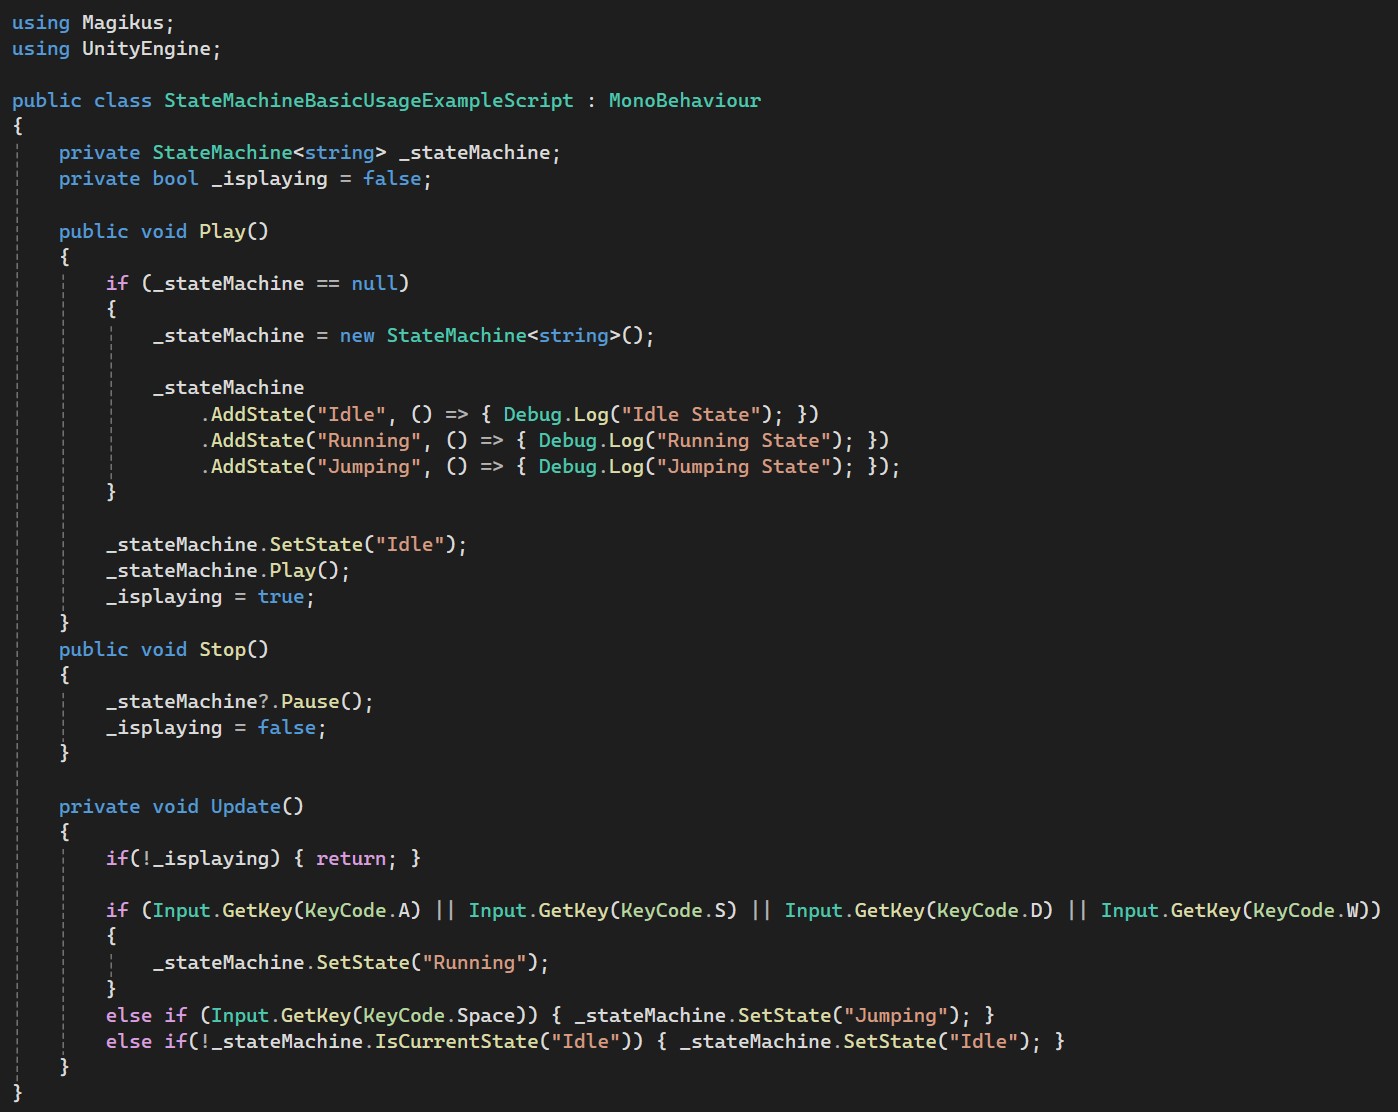 using Magikus;
using UnityEngine;

public class StateMachineBasicUsageExampleScript : MonoBehaviour
{
    private StateMachine<string> _stateMachine;
    private bool _isplaying = false;

    public void Play()
    {
        if (_stateMachine == null)
        {
            _stateMachine = new StateMachine<string>();

            _stateMachine
                .AddState("Idle", () => { Debug.Log("Idle State"); })
                .AddState("Running", () => { Debug.Log("Running State"); })
                .AddState("Jumping", () => { Debug.Log("Jumping State"); });
        }

        _stateMachine.SetState("Idle");
        _stateMachine.Play();
        _isplaying = true;
    }
    public void Stop()
    {
        _stateMachine?.Pause();
        _isplaying = false;
    }

    private void Update()
    {
        if(!_isplaying) { return; }

        if (Input.GetKey(KeyCode.A) || Input.GetKey(KeyCode.S) || Input.GetKey(KeyCode.D) || Input.GetKey(KeyCode.W))
        {
            _stateMachine.SetState("Running");
        }
        else if (Input.GetKey(KeyCode.Space)) { _stateMachine.SetState("Jumping"); }
        else if(!_stateMachine.IsCurrentState("Idle")) { _stateMachine.SetState("Idle"); }
    }
}